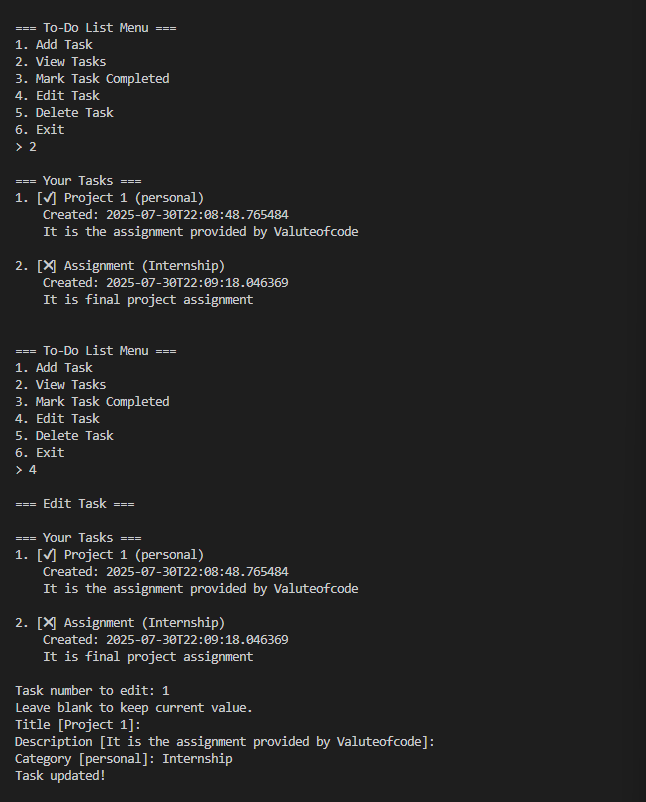 === To-Do List Menu ===
1. Add Task
2. View Tasks
3. Mark Task Completed
4. Edit Task
5. Delete Task
6. Exit
> 2
=== Your Tasks ===
1. [✔] Project 1 (personal)
Created: 2025-07-30T22:08:48.765484
It is the assignment provided by Valuteofcode
2. [❌] Assignment (Internship)
Created: 2025-07-30T22:09:18.046369
It is final project assignment
=== To-Do List Menu ===
1. Add Task
2. View Tasks
3. Mark Task Completed
4. Edit Task
5. Delete Task
6. Exit
> 4
=== Edit Task ===
=== Your Tasks ===
1. [✔] Project 1 (personal)
Created: 2025-07-30T22:08:48.765484
It is the assignment provided by Valuteofcode
2. [❌] Assignment (Internship)
Created: 2025-07-30T22:09:18.046369
It is final project assignment
Task number to edit: 1
Leave blank to keep current value.
Title [Project 1]:
Description [It is the assignment provided by Valuteofcode]:
Category [personal]: Internship
Task updated!